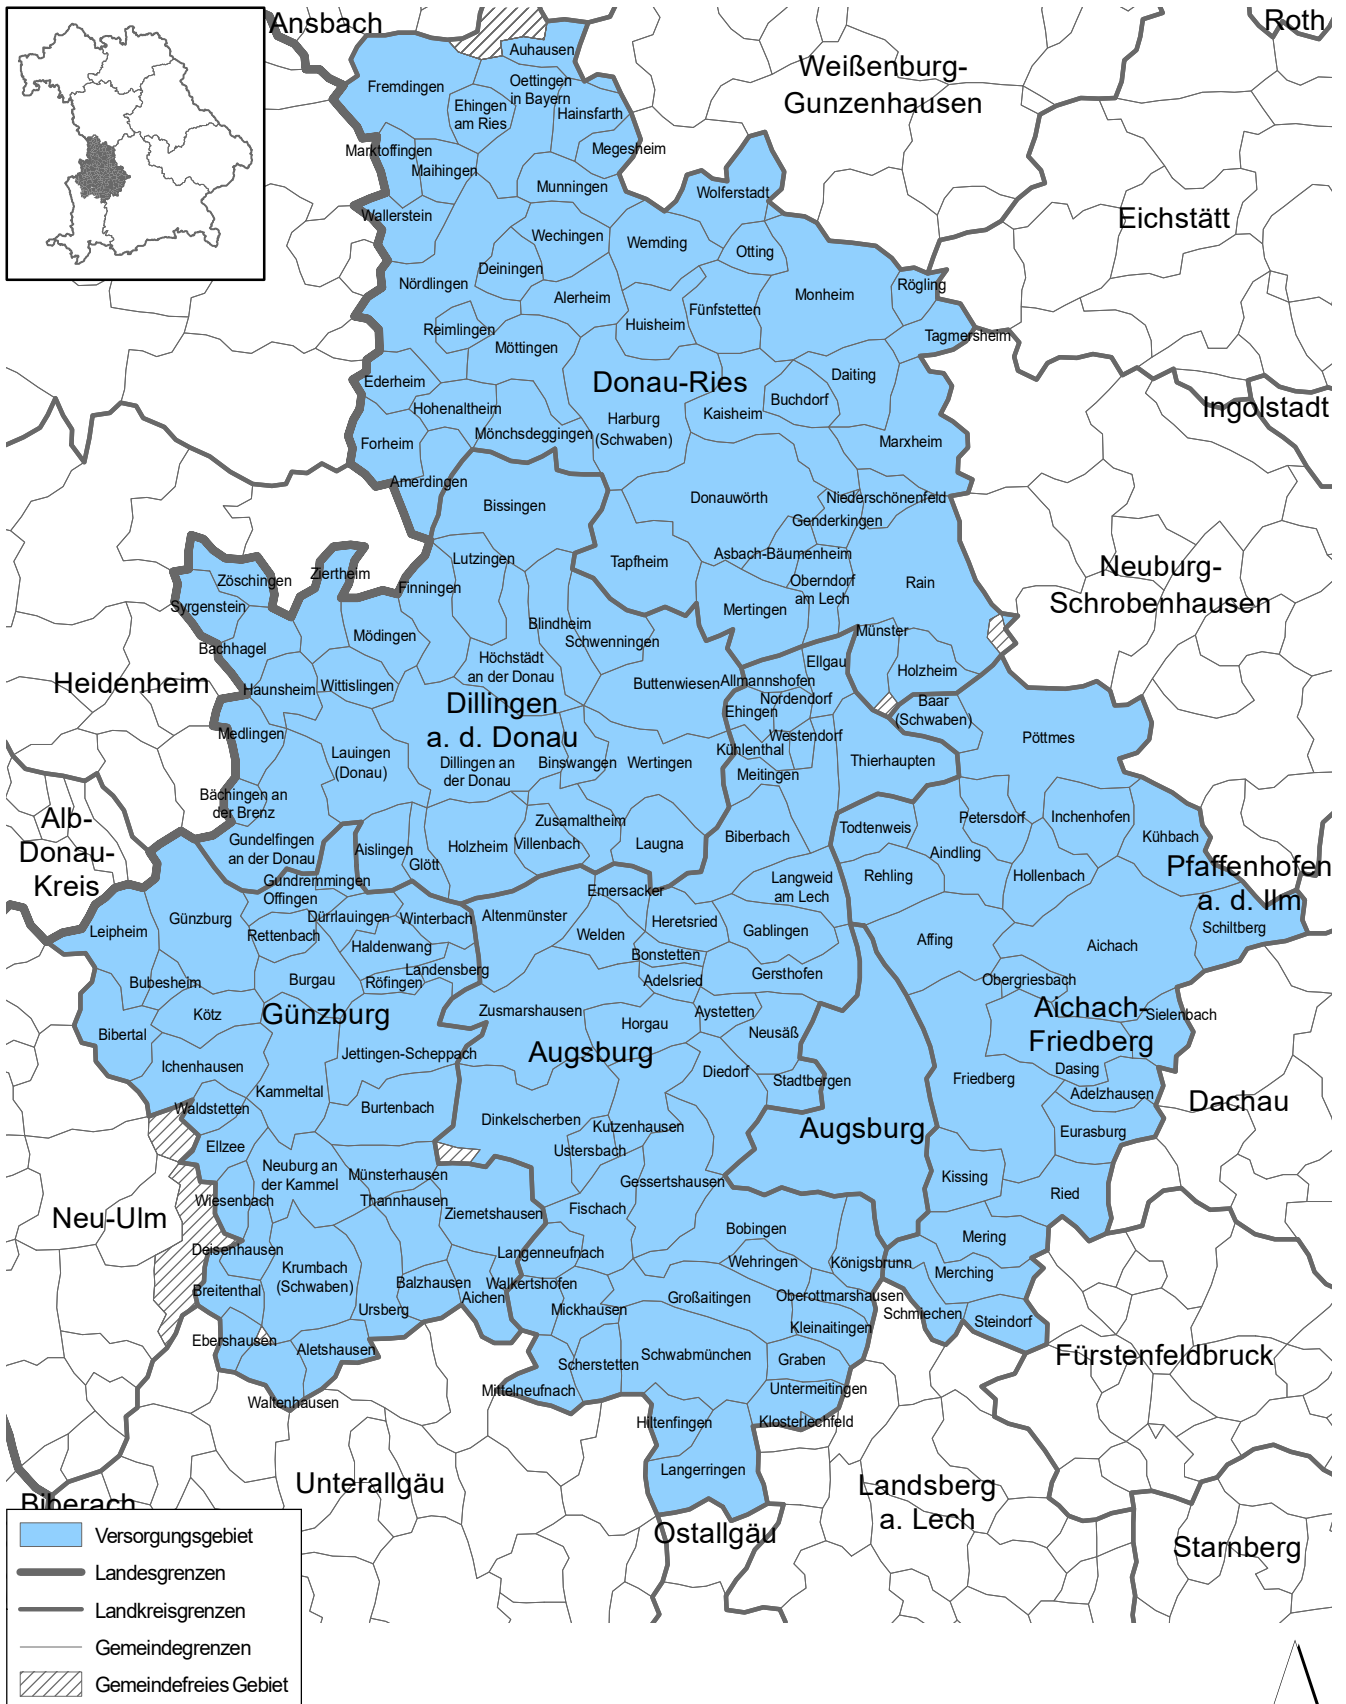 Ansbach
Roth
Weißenburg-
Gunzenhausen
Eichstätt
Ingolstadt
Neuburg-
Schrobenhausen
Heidenheim
Alb-
Donau-
Kreis
Pfaffenhofen
a. d. Ilm
Dachau
Neu-Ulm
Fürstenfeldbruck
Unterallgäu
Biberach
Ostallgäu
Landsberg
a. Lech
Starnberg
Donau-Ries
Auhausen
Fremdingen
Oettingen
in Bayern
Ehingen
am Ries
Hainsfarth
Marktoffingen
Megesheim
Maihingen
Munningen
Wolferstadt
Wallerstein
Wechingen
Wemding
Otting
Deiningen
Nördlingen
Alerheim
Monheim
Rögling
Fünfstetten
Huisheim
Reimlingen
Tagmersheim
Möttingen
Ederheim
Daiting
Buchdorf
Hohenaltheim
Kaisheim
Harburg
(Schwaben)
Mönchsdeggingen
Forheim
Marxheim
Amerdingen
Donauwörth
Niederschönenfeld
Genderkingen
Asbach-Bäumenheim
Tapfheim
Oberndorf
am Lech
Rain
Mertingen
Münster
Holzheim
Dillingen
a. d. Donau
Bissingen
Lutzingen
Ziertheim
Zöschingen
Finningen
Syrgenstein
Blindheim
Schwenningen
Mödingen
Bachhagel
Höchstädt
an der Donau
Haunsheim
Wittislingen
Buttenwiesen
Medlingen
Lauingen
(Donau)
Dillingen an
der Donau
Binswangen
Wertingen
Bächingen an
der Brenz
Zusamaltheim
Gundelfingen
an der Donau
Aislingen
Glött
Holzheim
Villenbach
Laugna
Ellgau
Allmannshofen
Nordendorf
Ehingen
Westendorf
Kühlenthal
Meitingen
Thierhaupten
Biberbach
Langweid
am Lech
Emersacker
Altenmünster
Heretsried
Welden
Gablingen
Bonstetten
Adelsried
Gersthofen
Zusmarshausen
Horgau
Aystetten
Neusäß
Augsburg
Diedorf
Stadtbergen
Dinkelscherben
Kutzenhausen
Augsburg
Ustersbach
Gessertshausen
Fischach
Bobingen
Langenneufnach
Wehringen
Königsbrunn
Walkertshofen
Großaitingen
Oberottmarshausen
Mickhausen
Kleinaitingen
Schwabmünchen
Scherstetten
Graben
Mittelneufnach
Untermeitingen
Hiltenfingen
Klosterlechfeld
Langerringen
Baar
(Schwaben)
Pöttmes
Todtenweis
Petersdorf
Inchenhofen
Kühbach
Aindling
Rehling
Hollenbach
Schiltberg
Affing
Aichach
Obergriesbach
Aichach-
Friedberg
Sielenbach
Dasing
Friedberg
Adelzhausen
Eurasburg
Kissing
Ried
Mering
Merching
Schmiechen
Steindorf
Gundremmingen
Offingen
Günzburg
Dürrlauingen
Winterbach
Leipheim
Rettenbach
Haldenwang
Landensberg
Bubesheim
Burgau
Röfingen
Kötz
Günzburg
Bibertal
Jettingen-Scheppach
Ichenhausen
Kammeltal
Waldstetten
Burtenbach
Ellzee
Neuburg an
der Kammel
Münsterhausen
Wiesenbach
Thannhausen
Ziemetshausen
Deisenhausen
Krumbach
(Schwaben)
Breitenthal
Balzhausen
Aichen
Ursberg
Ebershausen
Aletshausen
Waltenhausen
Versorgungsgebiet
Landesgrenzen
Landkreisgrenzen
Gemeindegrenzen
Gemeindefreies Gebiet